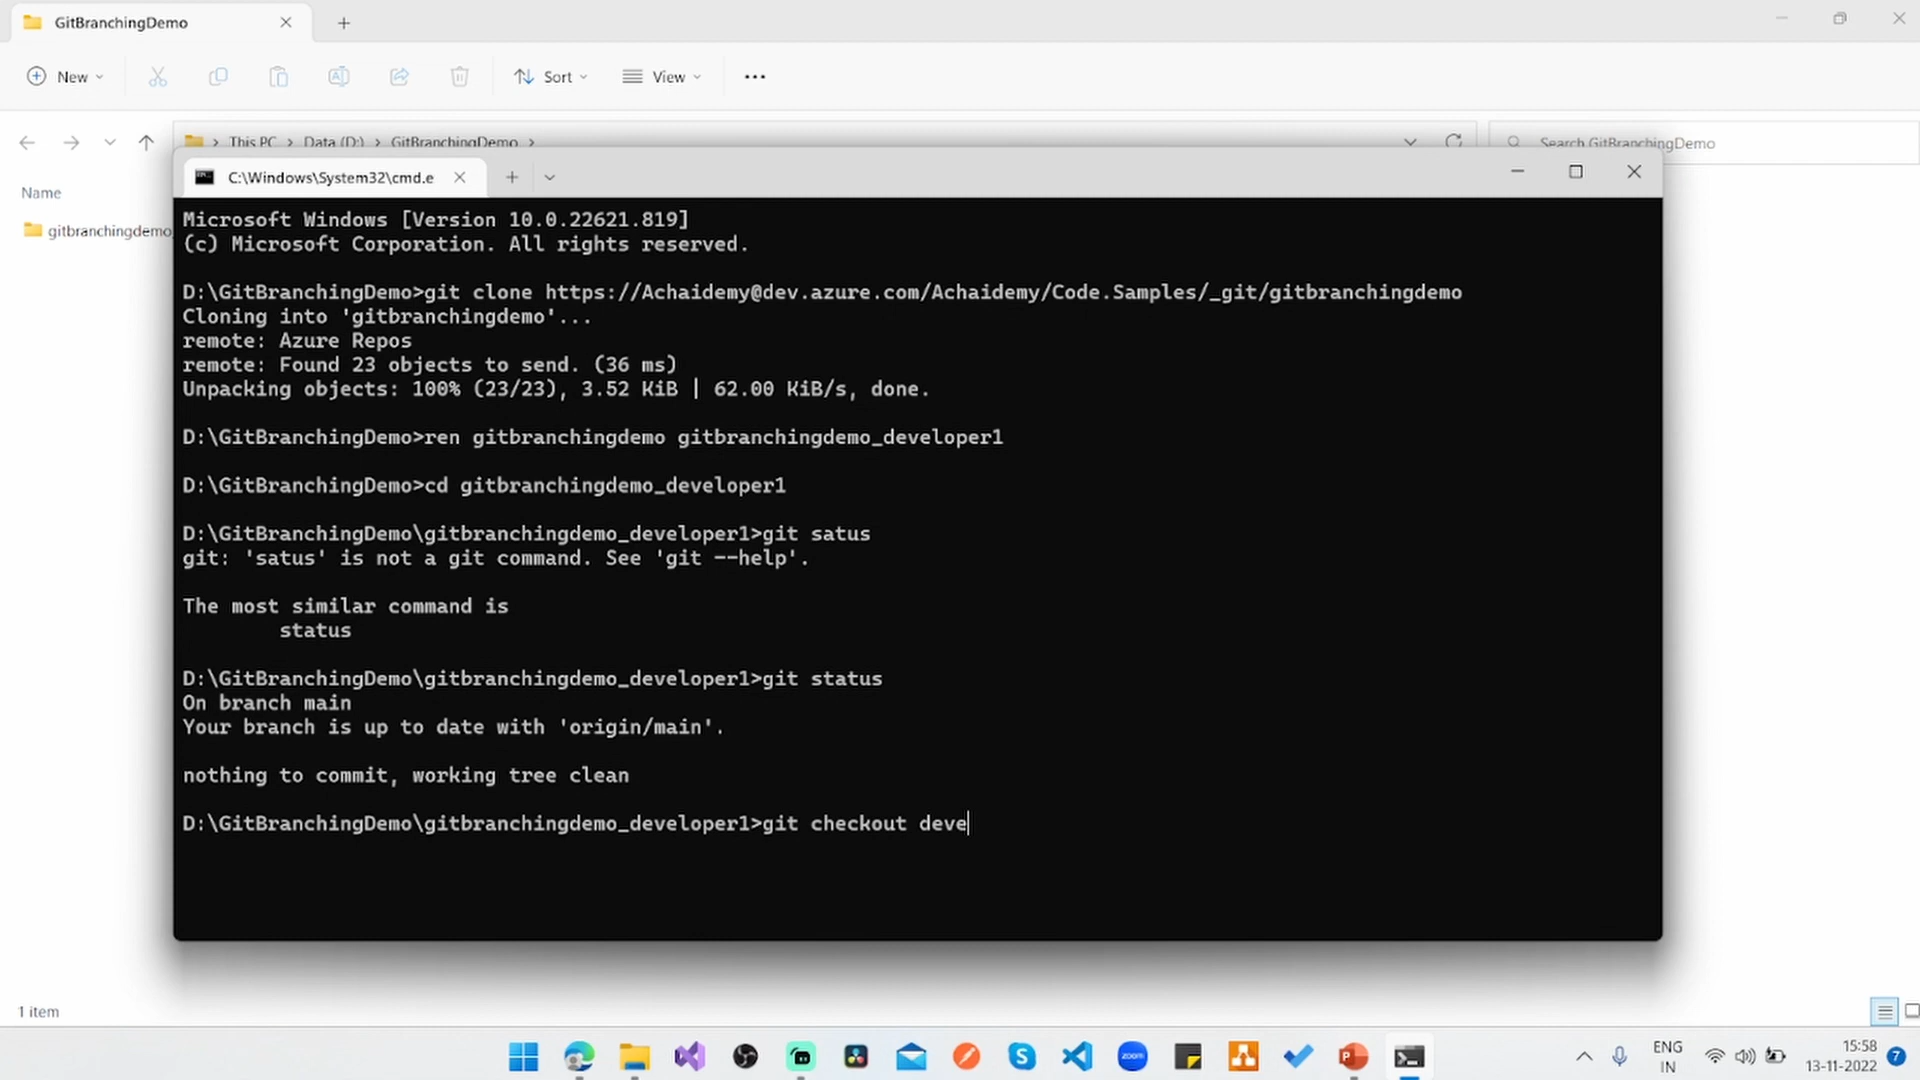 GitBranchingDemo
New
Sort
View
This PC > Data (D:) > GitBranchingDemo >
Search GitBranchingDemo
Name
gitbranchingdemo
C:\Windows\System32\cmd.e
Microsoft Windows [Version 10.0.22621.819]
(c) Microsoft Corporation. All rights reserved.
D:\GitBranchingDemo>git clone https://Achaidemy@dev.azure.com/Achaidemy/Code.Samples/_git/gitbranchingdemo
Cloning into 'gitbranchingdemo'...
remote: Azure Repos
remote: Found 23 objects to send. (36 ms)
Unpacking objects: 100% (23/23), 3.52 KiB | 62.00 KiB/s, done.
D:\GitBranchingDemo>ren gitbranchingdemo gitbranchingdemo_developer1
D:\GitBranchingDemo>cd gitbranchingdemo_developer1
D:\GitBranchingDemo\gitbranchingdemo_developer1>git satus
git: 'satus' is not a git command. See 'git --help'.
The most similar command is
status
D:\GitBranchingDemo\gitbranchingdemo_developer1>git status
On branch main
Your branch is up to date with 'origin/main'.
nothing to commit, working tree clean
D:\GitBranchingDemo\gitbranchingdemo_developer1>git checkout deve
1 item
zoom
P
ENG
IN
15:58
13-11-2022
7